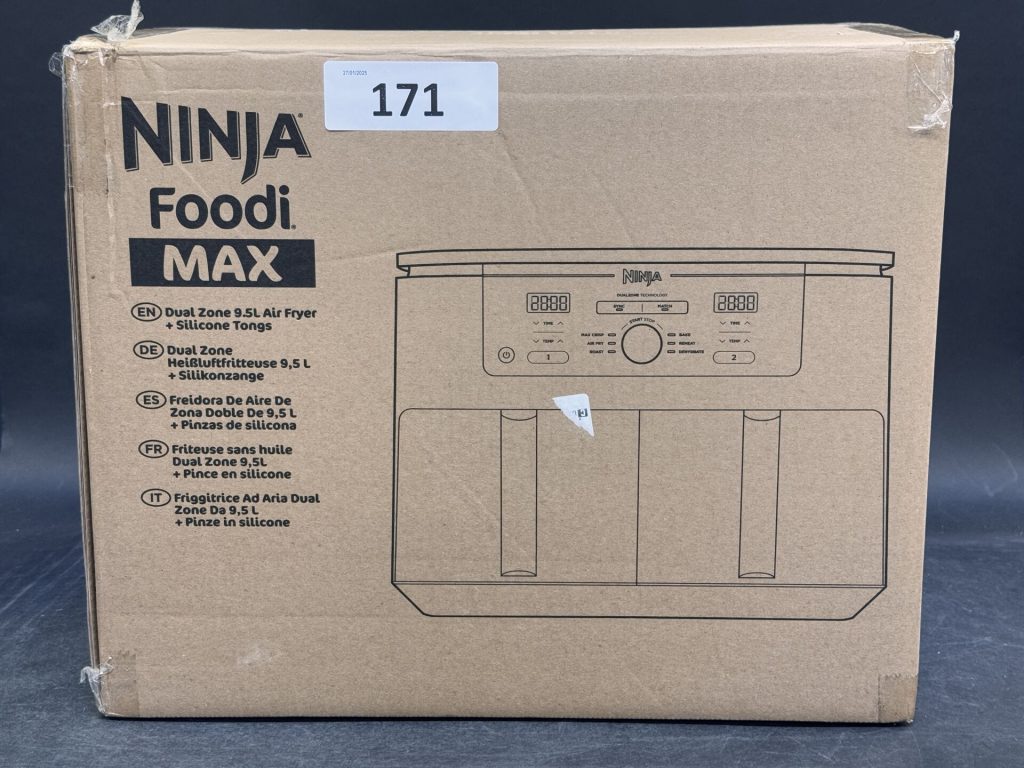 27/01/2025
171
NINJA
Foodi
MAX
EN Dual Zone 9.5L Air Fryer
+ Silicone Tongs
DE Dual Zone
Heißluftfritteuse 9,5 L
+ Silikonzange
ES Freidora De Aire De
Zona Doble De 9,5 L
+ Pinzas de silicona
FR Friteuse sans huile
Dual Zone 9,5L
+ Pince en silicone
IT Friggitrice Ad Aria Dual
Zone Da 9,5 L
+ Pinze in silicone
NINJA
DUALZONE TECHNOLOGY
88:88
SYNC
MATCH
88:88
TIME
START STOP
TIME
MAX CRISP
BAKE
TEMP
AIR FRY
REHEAT
TEMP
ROAST
DEHYDRATE
1
2